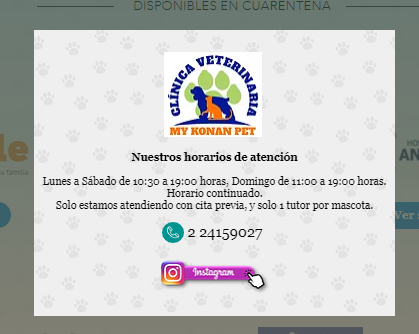 DISPONIBLES EN CUARENTENA
CLÍNICA VETERINARIA
MY KONAN PET
Nuestros horarios de atención
Lunes a Sábado de 10:30 a 19:00 horas, Domingo de 11:00 a 19:00 horas.
Horario continuado.
Solo estamos atendiendo con cita previa, y solo 1 tutor por mascota.
2 24159027
Instagram
Ver